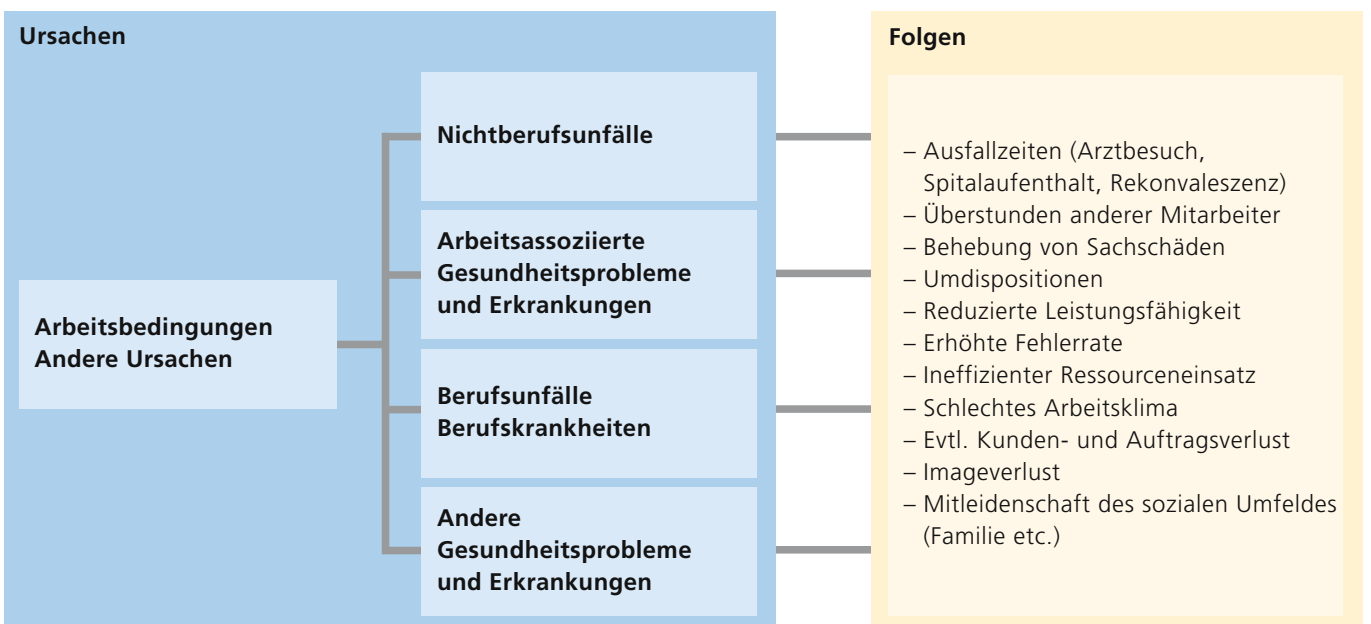 Ursachen
Arbeitsbedingungen
Andere Ursachen
Nichtberufsunfälle
Arbeitsassoziierte
Gesundheitsprobleme
und Erkrankungen
Berufsunfälle
Berufskrankheiten
Andere
Gesundheitsprobleme
und Erkrankungen
Folgen
– Ausfallzeiten (Arztbesuch,
Spitalaufenthalt, Rekonvaleszenz)
– Überstunden anderer Mitarbeiter
– Behebung von Sachschäden
– Umdispositionen
– Reduzierte Leistungsfähigkeit
– Erhöhte Fehlerrate
– Ineffizienter Ressourceneinsatz
– Schlechtes Arbeitsklima
– Evtl. Kunden- und Auftragsverlust
– Imageverlust
– Mitleidenschaft des sozialen Umfeldes
(Familie etc.)